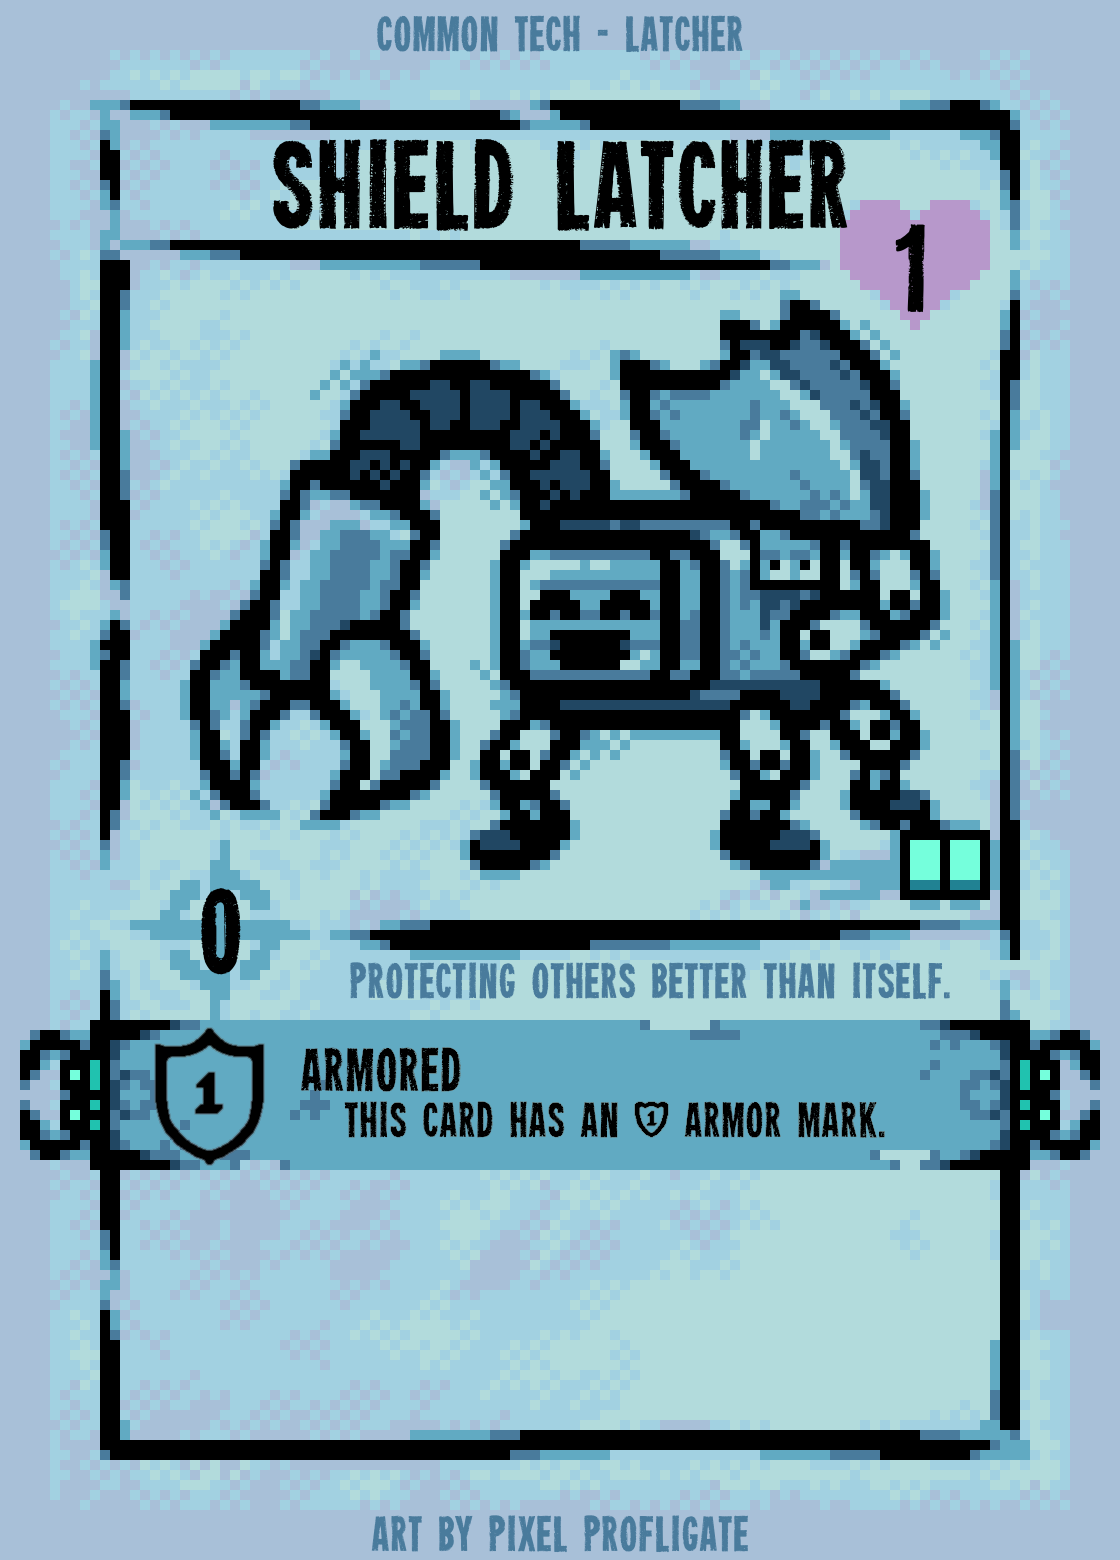 COMMON TECH - LATCHER
SHIELD LATCHER
1
0
PROTECTING OTHERS BETTER THAN ITSELF.
1
ARMORED
THIS CARD HAS AN 1 ARMOR MARK.
ART BY PIXEL PROFLIGATE